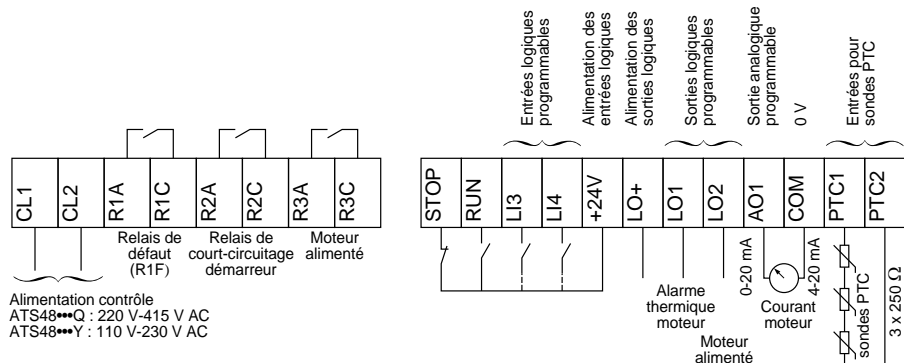 Entrées logiques
programmables
Alimentation des
entrées logiques
Alimentation des
sorties logiques
Sorties logiques
programmables
Sortie analogique
programmable
0 V
Entrées pour
sondes PTC
CL1
CL2
R1A
R1C
R2A
R2C
R3A
R3C
STOP
RUN
LI3
LI4
+24V
LO+
LO1
LO2
AO1
COM
PTC1
PTC2
Relais de
défaut
(R1F)
Relais de
court-circuitage
démarreur
Moteur
alimenté
Alimentation contrôle
ATS48•••Q : 220 V-415 V AC
ATS48•••Y : 110 V-230 V AC
Alarme
thermique
moteur
Moteur
alimenté
0-20 mA
4-20 mA
Courant
moteur
sondes PTC
3 x 250 Ω